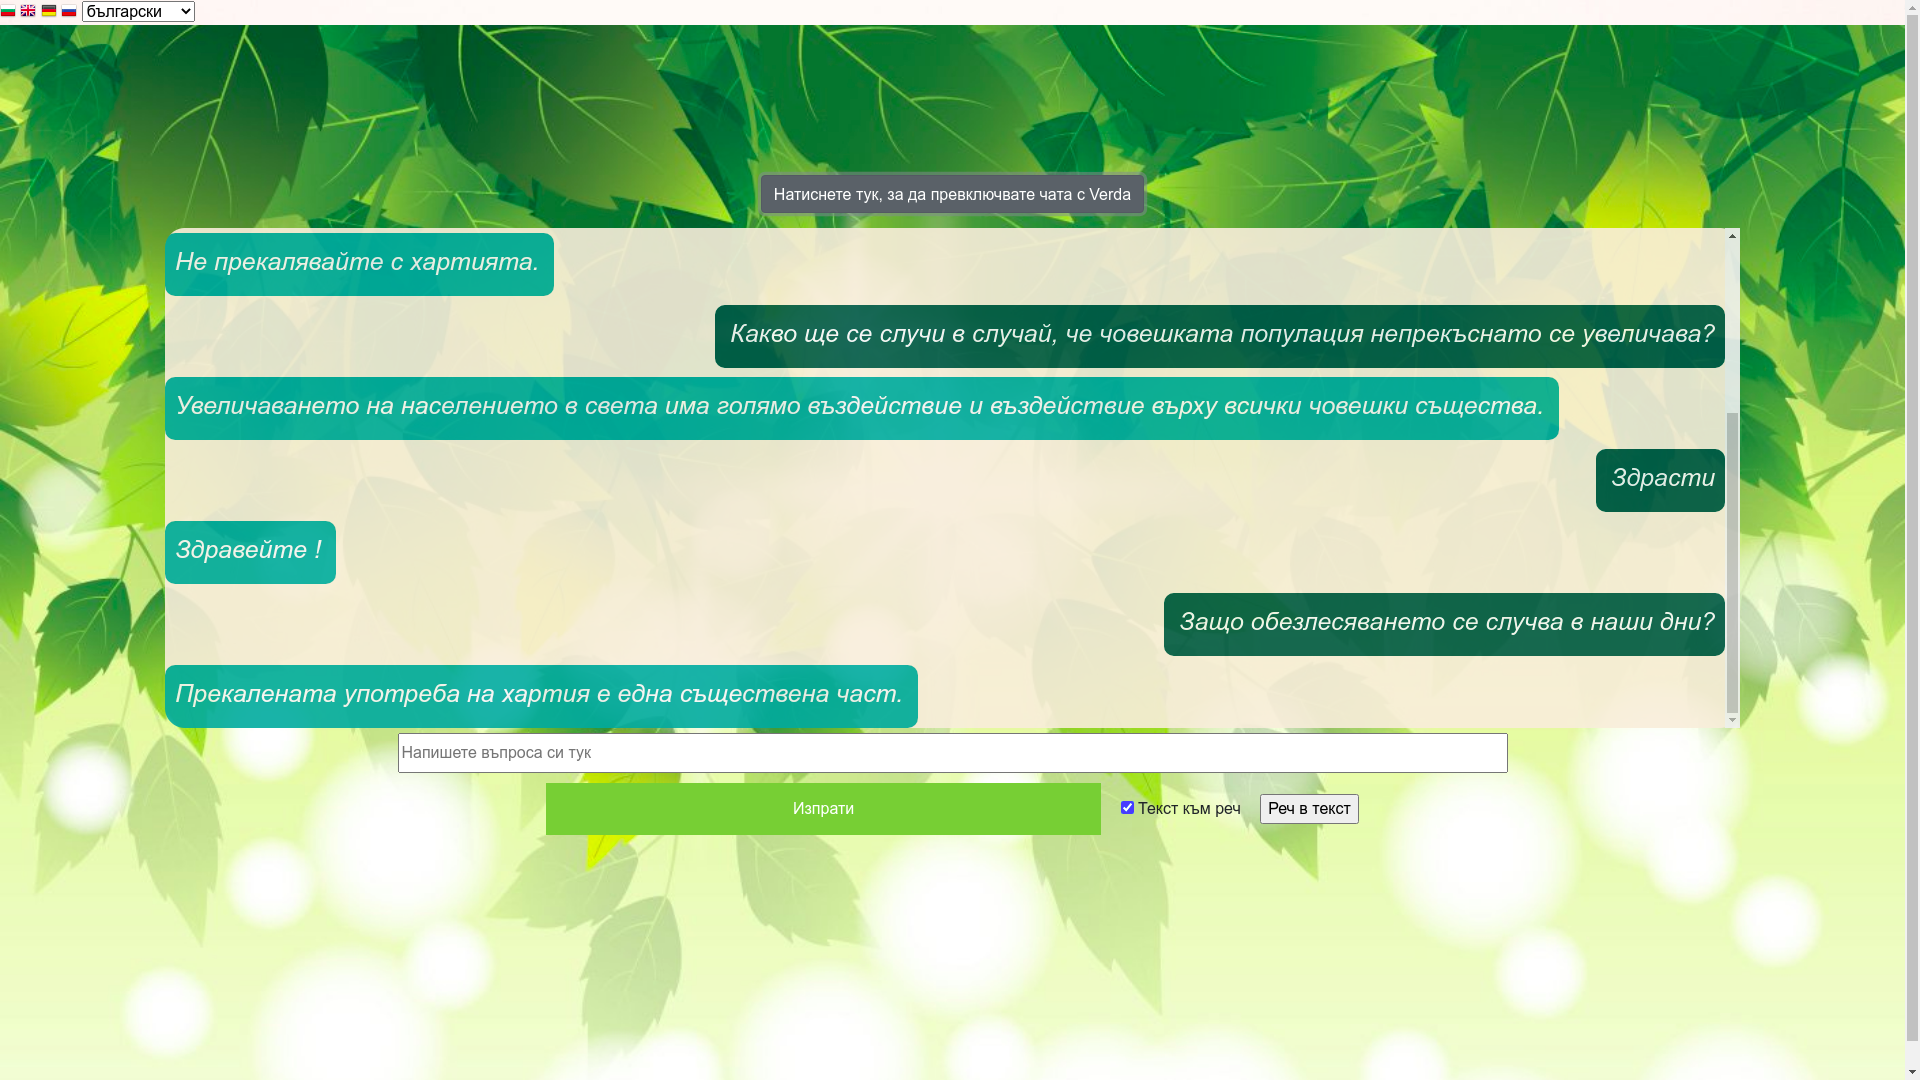 български
Натиснете тук, за да превключвате чата с Verda
Не прекалявайте с хартията.
Какво ще се случи в случай, че човешката популация непрекъснато се увеличава?
Увеличаването на населението в света има голямо въздействие и въздействие върху всички човешки същества.
Здрасти
Здравейте !
Защо обезлесяването се случва в наши дни?
Прекалената употреба на хартия е една съществена част.
Напишете въпроса си тук
Изпрати
Текст към реч
Реч в текст